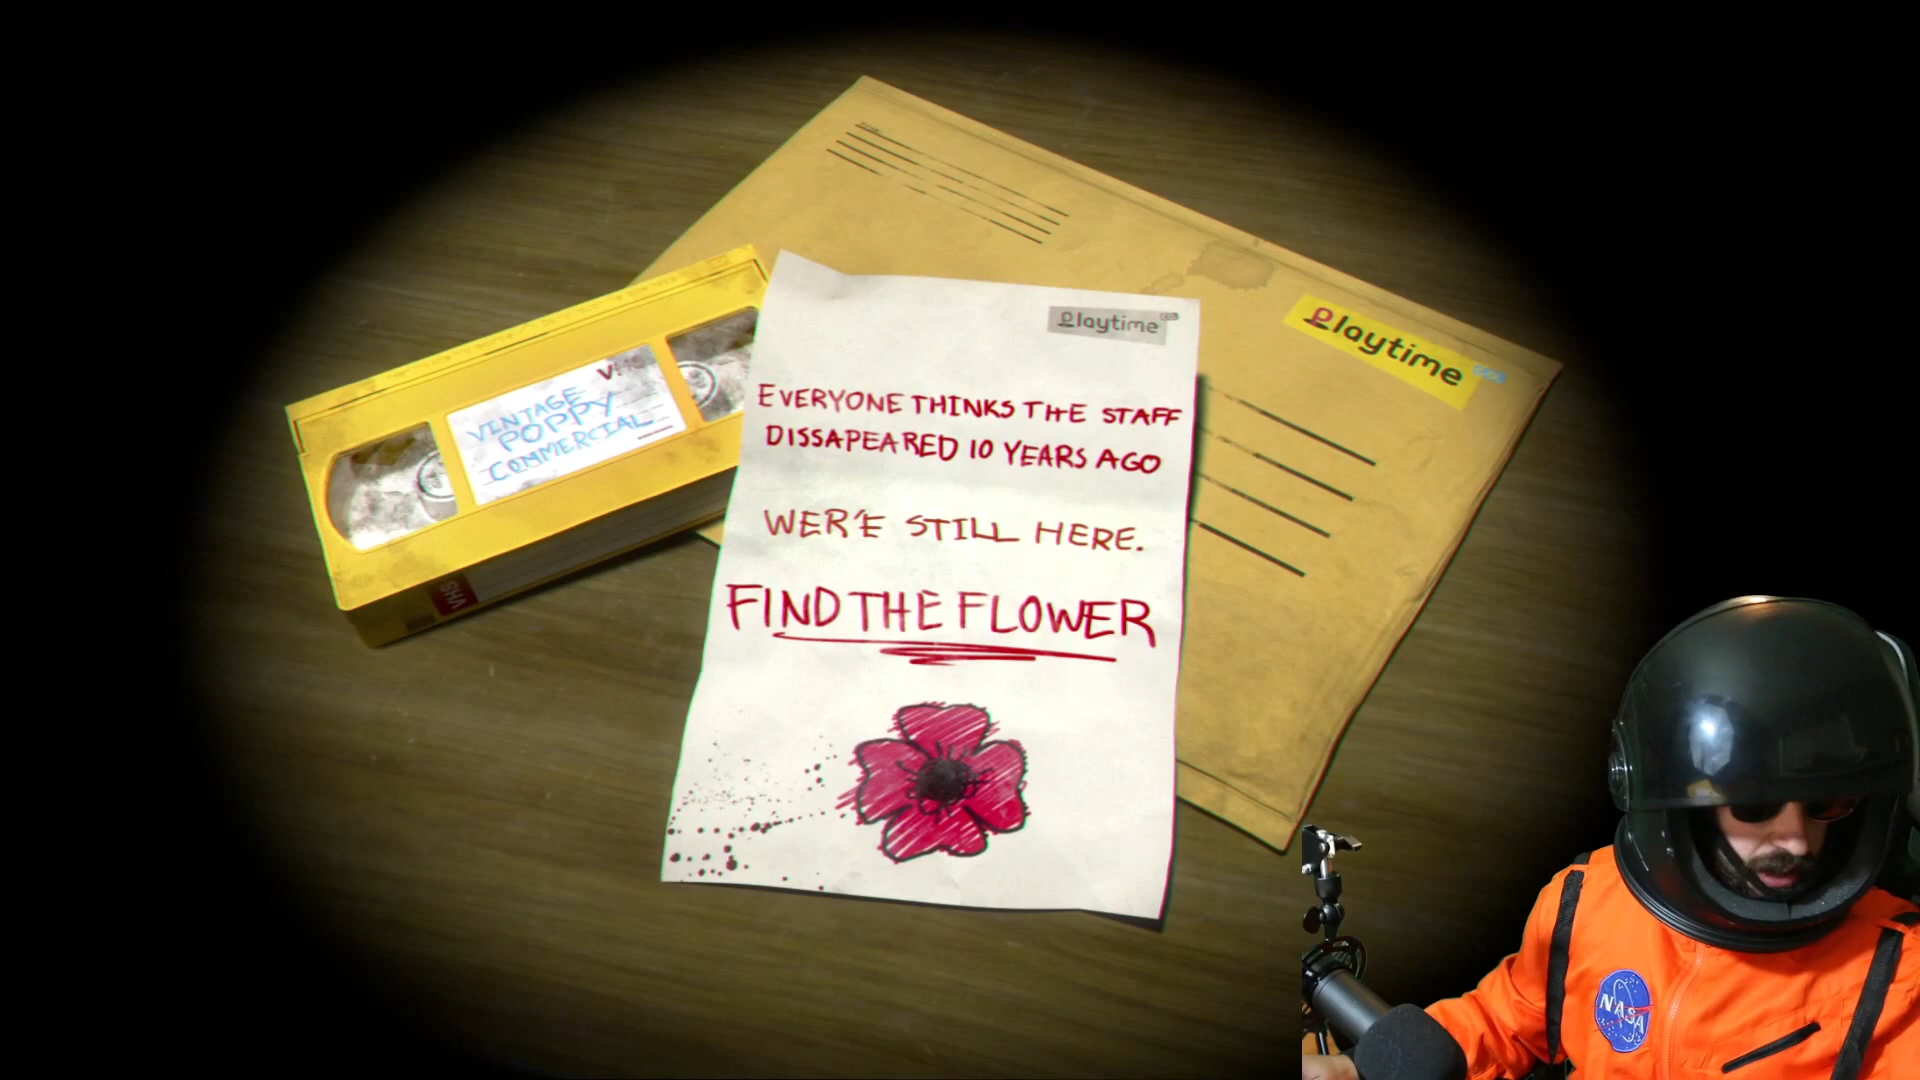 Playtime
VINTAGE
POPPY
COMMERCIAL
VHS
Playtime
EVERYONE THINKS THE STAFF
DISSAPEARED 10 YEARS AGO
WER'E STILL HERE.
FIND THE FLOWER
NASA